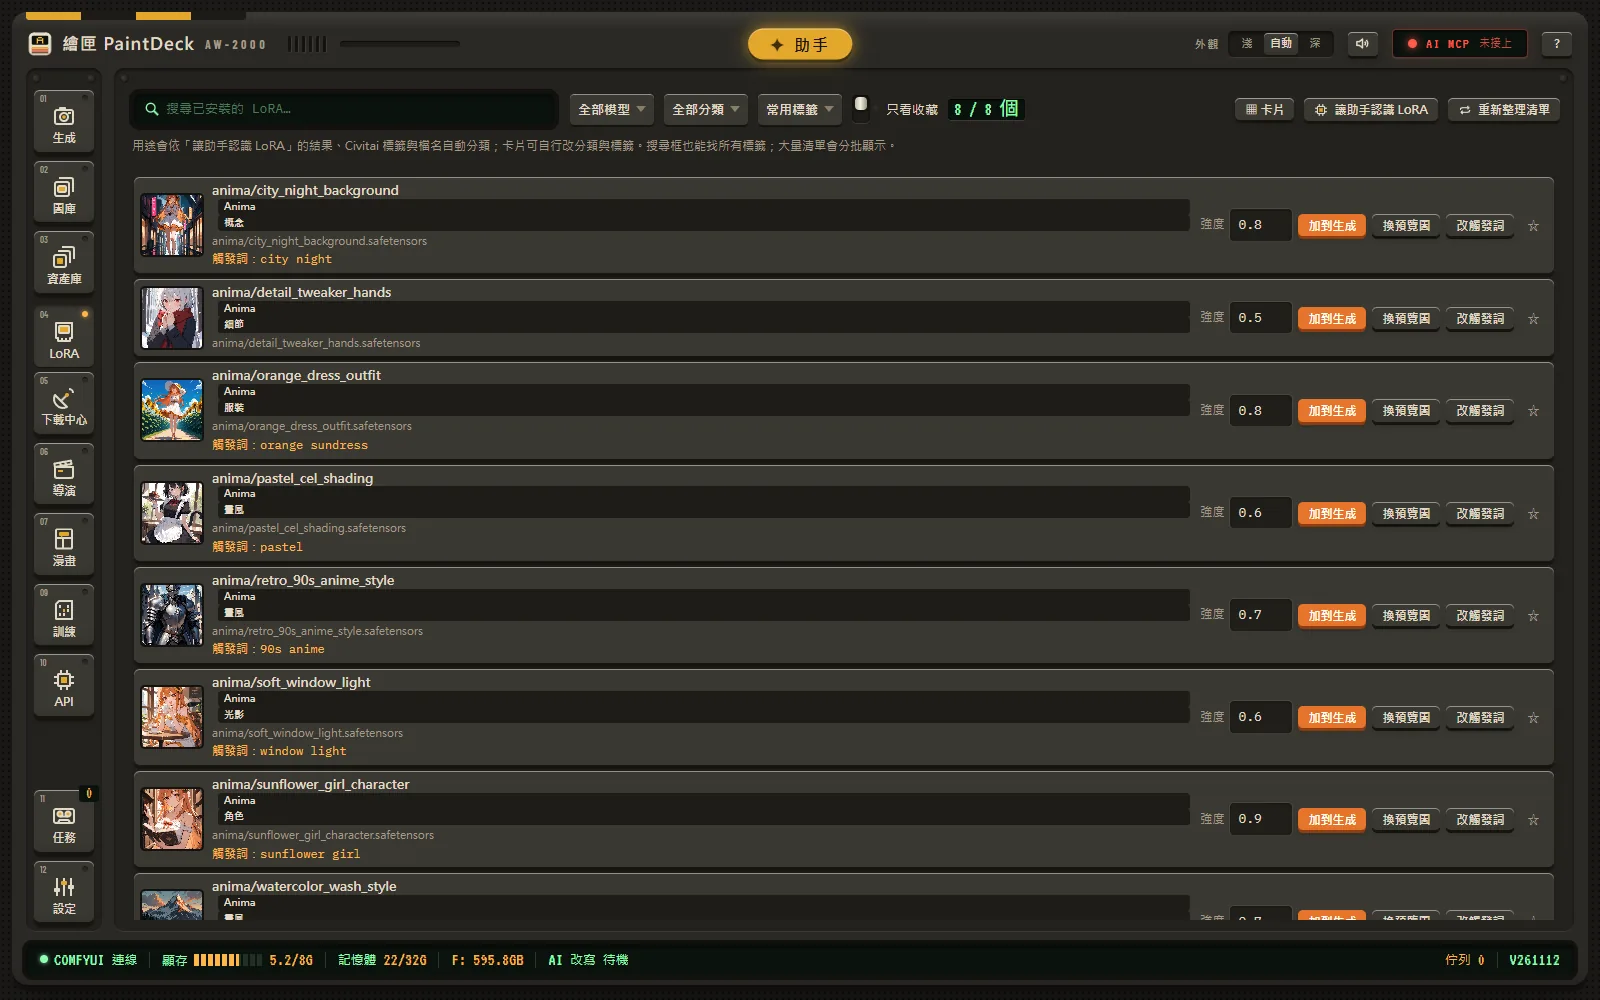 繪匣 PaintDeck AW-2000
✦ 助手
外觀 淺 自動 深
AI MCP 未接上
?
01 生成
02 圖庫
03 資產庫
04 LoRA
05 下載中心
06 導演
07 漫畫
09 訓練
10 API
11 任務 0
12 設定
搜尋已安裝的 LoRA…
全部模型
全部分類
常用標籤
只看收藏
8 / 8 個
卡片
讓助手認識 LoRA
重新整理清單
用途會依「讓助手認識 LoRA」的結果、Civitai 標籤與檔名自動分類；卡片可自行改分類與標籤。搜尋框也能找所有標籤；大量清單會分批顯示。
anima/city_night_background
Anima
概念
anima/city_night_background.safetensors
觸發詞：city night
強度 0.8 加到生成 換預覽圖 改觸發詞 ☆
anima/detail_tweaker_hands
Anima
細節
anima/detail_tweaker_hands.safetensors
強度 0.5 加到生成 換預覽圖 改觸發詞 ☆
anima/orange_dress_outfit
Anima
服裝
anima/orange_dress_outfit.safetensors
觸發詞：orange sundress
強度 0.8 加到生成 換預覽圖 改觸發詞 ☆
anima/pastel_cel_shading
Anima
畫風
anima/pastel_cel_shading.safetensors
觸發詞：pastel
強度 0.6 加到生成 換預覽圖 改觸發詞 ☆
anima/retro_90s_anime_style
Anima
畫風
anima/retro_90s_anime_style.safetensors
觸發詞：90s anime
強度 0.7 加到生成 換預覽圖 改觸發詞 ☆
anima/soft_window_light
Anima
光影
anima/soft_window_light.safetensors
觸發詞：window light
強度 0.6 加到生成 換預覽圖 改觸發詞 ☆
anima/sunflower_girl_character
Anima
角色
anima/sunflower_girl_character.safetensors
觸發詞：sunflower girl
強度 0.9 加到生成 換預覽圖 改觸發詞 ☆
anima/watercolor_wash_style
Anima
畫風
強度 加到生成 換預覽圖 改觸發詞
COMFYUI 連線
顯存 5.2/8G
記憶體 22/32G
F: 595.8GB
AI 改寫 待機
佇列 0
V261112